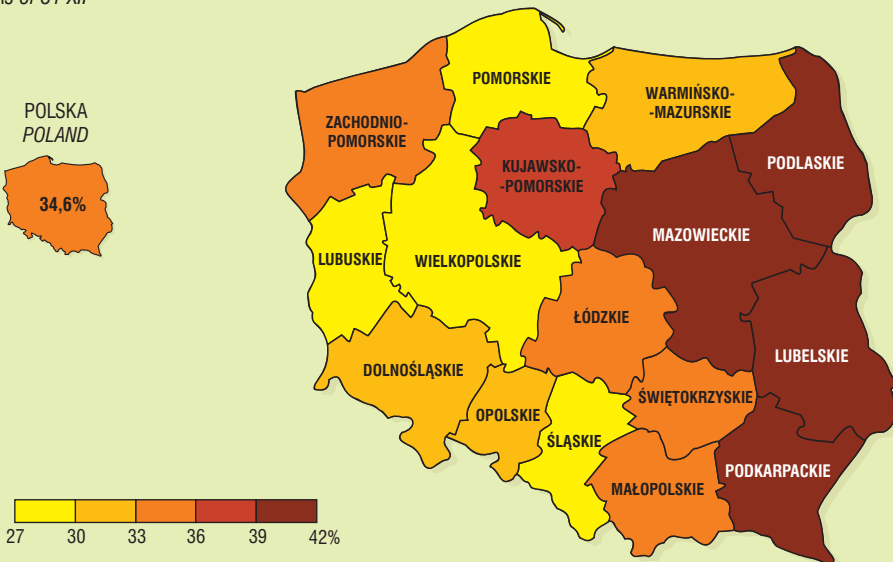 POLSKA
POLAND
34,6%
POMORSKIE
WARMIŃSKO-
-MAZURSKIE
ZACHODNIO-
POMORSKIE
PODLASKIE
KUJAWSKO-
-POMORSKIE
MAZOWIECKIE
LUBUSKIE
WIELKOPOLSKIE
ŁÓDZKIE
LUBELSKIE
DOLNOŚLĄSKIE
ŚWIĘTOKRZYSKIE
OPOLSKIE
ŚLĄSKIE
PODKARPACKIE
MAŁOPOLSKIE
27 30 33 36 39 42%